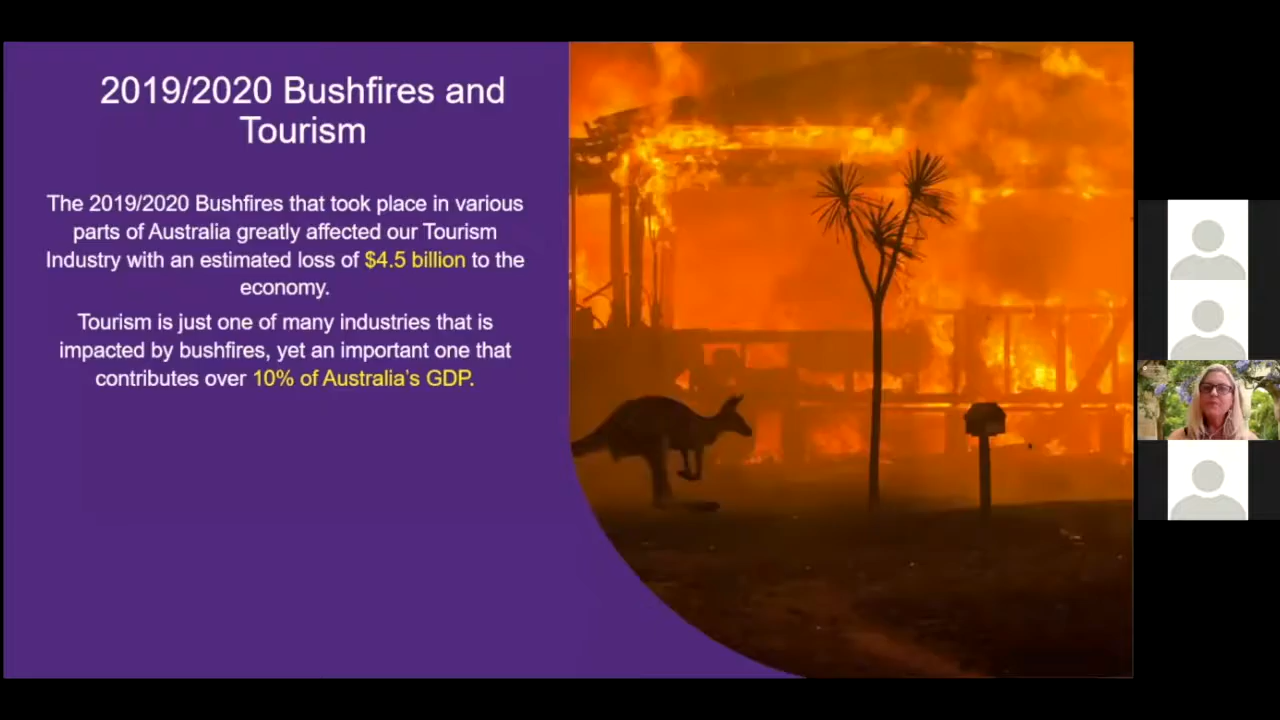 2019/2020 Bushfires and
Tourism
The 2019/2020 Bushfires that took place in various
parts of Australia greatly affected our Tourism
Industry with an estimated loss of $4.5 billion to the
economy.
Tourism is just one of many industries that is
impacted by bushfires, yet an important one that
contributes over 10% of Australia’s GDP.